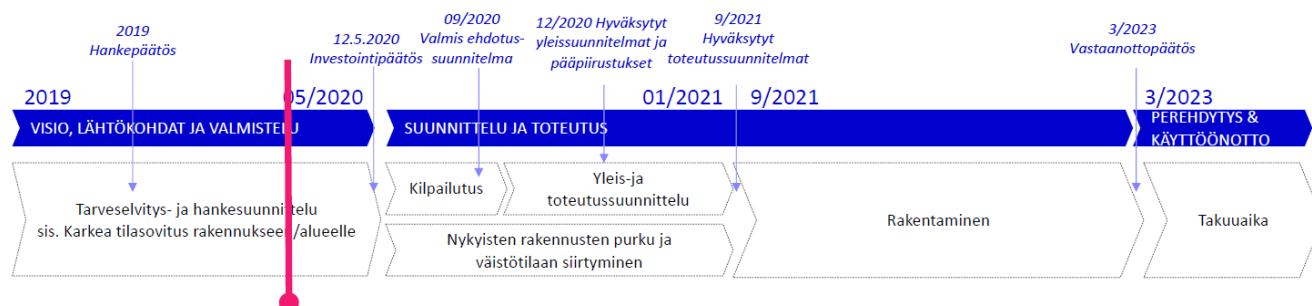 2019
Hankepäätös
12.5.2020
Investointipäätös
09/2020
Valmis ehdotus-
suunnitelma
12/2020 Hyväksytyt
yleissuunnitelmat ja
pääpiirustukset
9/2021
Hyväksytyt
toteutussuunnitelmat
3/2023
Vastaanottopäätös
2019
05/2020
01/2021
9/2021
3/2023
VISIO, LÄHTÖKOHDAT JA VALMISTELU
SUUNNITTELU JA TOTEUTUS
PEREHDYTYS &
KÄYTTÖÖNOTTO
Tarveselvitys- ja hankesuunnittelu
sis. Karkea tilasovitus rakennukseen/alueelle
Kilpailutus
Yleis-ja
toteutussuunnittelu
Nykyisten rakennusten purku ja
väistötilaan siirtyminen
Rakentaminen
Takuuaika